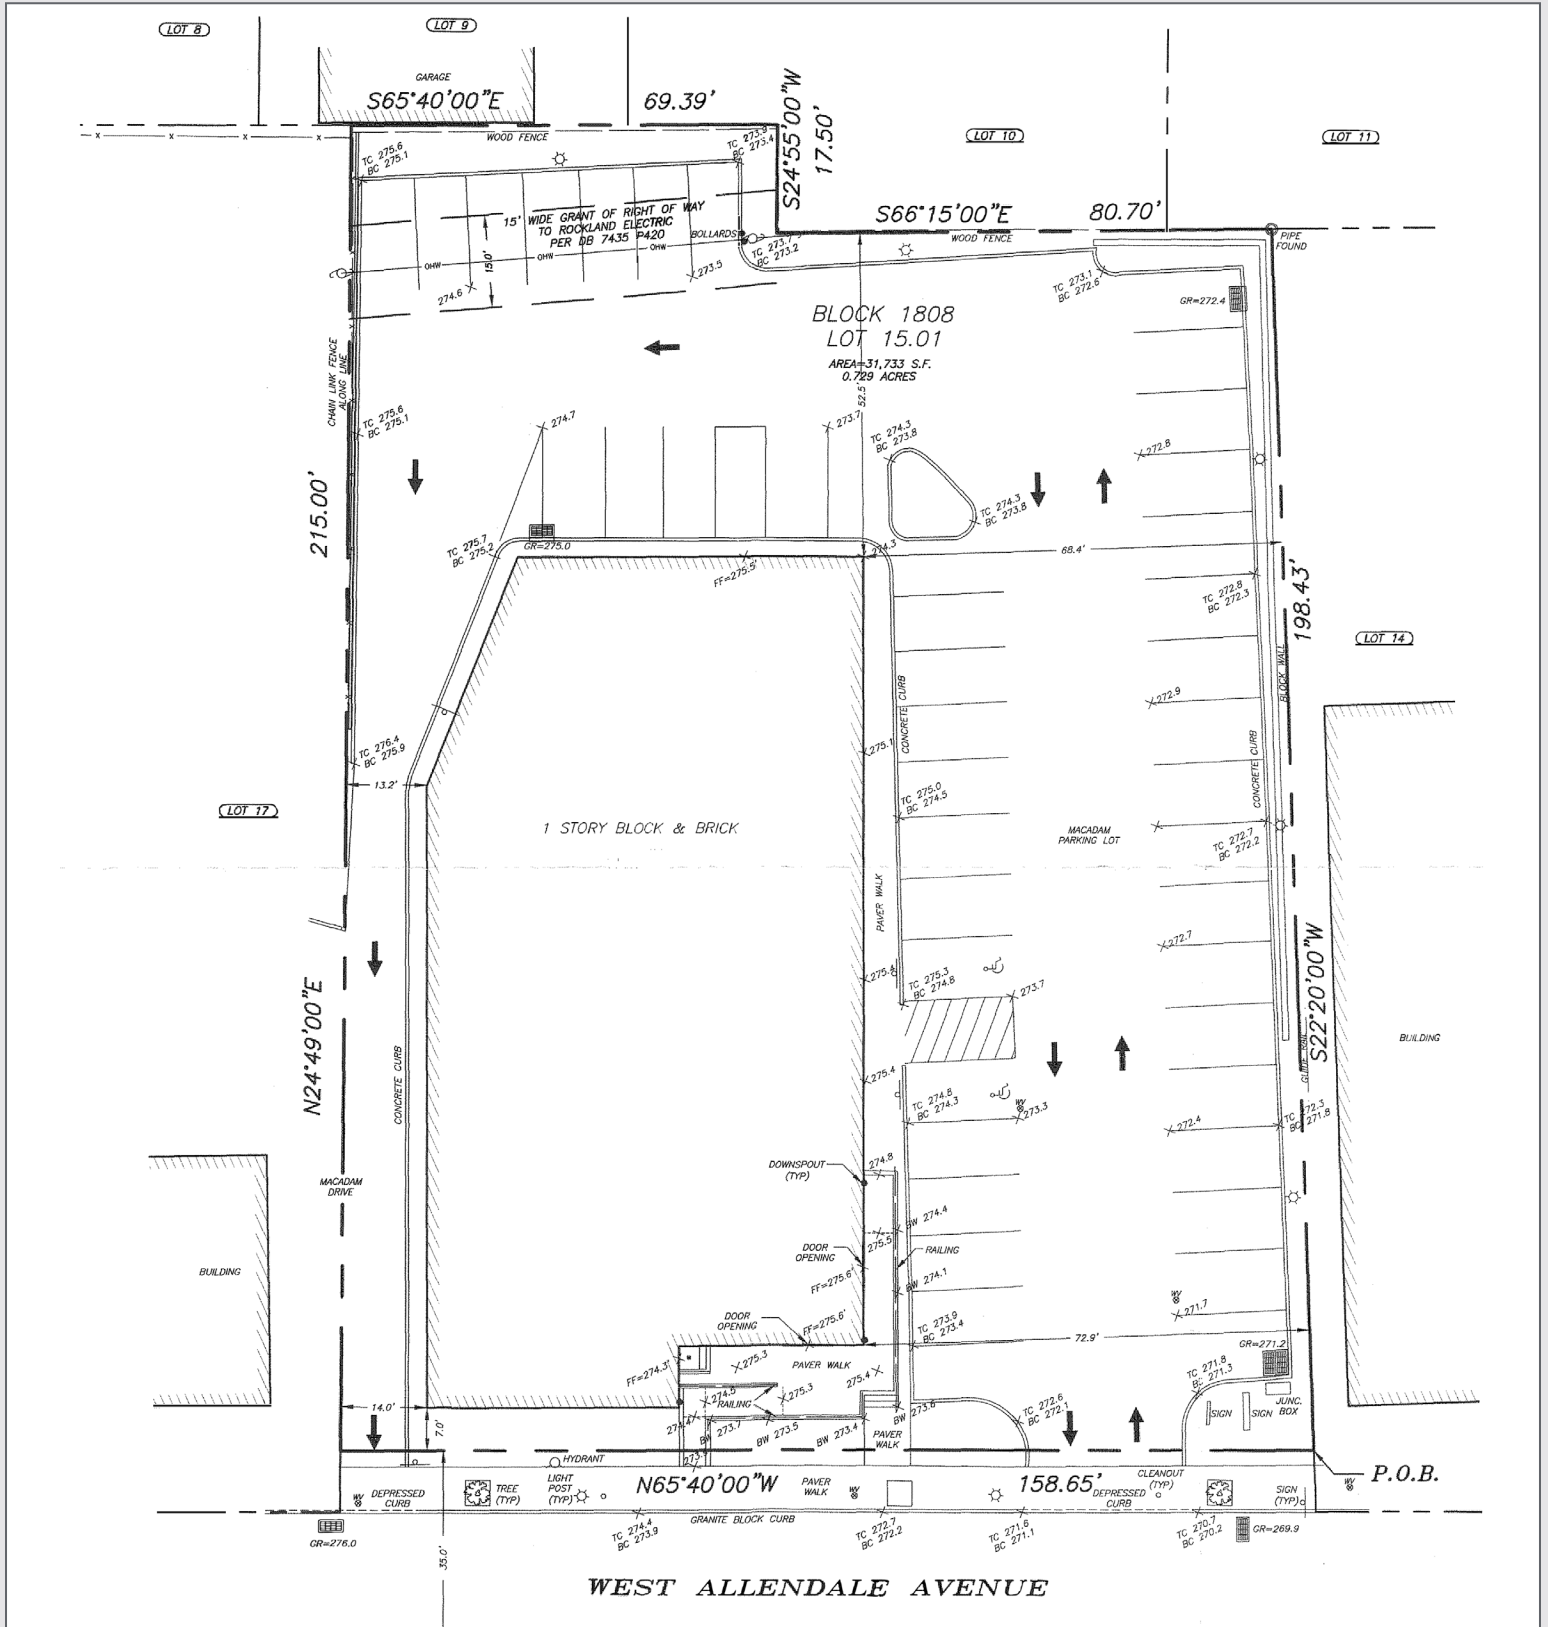 LOT 8
LOT 9
GARAGE
S65°40'00"E
69.39'
S24°55'00"W
17.50'
LOT 10
LOT 11
WOOD FENCE
TC 275.6
BC 275.1
TC 273.9
BC 273.4
S66°15'00"E
80.70'
WOOD FENCE
PIPE
FOUND
15' WIDE GRANT OF RIGHT OF WAY
TO ROCKLAND ELECTRIC
PER DB 7435 P420
BOLLARDS
OHW
OHW
OHW
15.0'
TC 273.7
BC 273.2
273.5
274.6
TC 273.1
BC 272.6
GR=272.4
BLOCK 1808
LOT 15.01
AREA=31,733 S.F.
0.729 ACRES
52.5'
CHAIN LINK FENCE
ALONG LINE
TC 275.6
BC 275.1
274.7
273.7
TC 274.3
BC 273.8
272.8
215.00'
TC 274.3
BC 273.8
TC 275.7
BC 275.2
GR=275.0
FF=275.5'
274.3
68.4'
TC 272.8
BC 272.3
198.43'
LOT 14
BLOCK WALL
CONCRETE CURB
272.9
275.1
TC 276.4
BC 275.9
13.2'
CONCRETE CURB
TC 275.0
BC 274.5
LOT 17
1 STORY BLOCK & BRICK
MACADAM
PARKING LOT
TC 272.7
BC 272.2
PAVER WALK
272.7
S22°20'00"W
275.4
TC 275.3
BC 274.8
273.7
N24°49'00"E
CONCRETE CURB
BUILDING
GUIDE RAIL
275.4
TC 274.8
BC 274.3
WV
273.3
272.4
TC 272.3
BC 271.8
MACADAM
DRIVE
DOWNSPOUT
(TYP)
274.8
BW 274.4
275.5
DOOR
OPENING
RAILING
BUILDING
FF=275.6'
BW 274.1
WV
271.7
DOOR
OPENING
FF=275.6'
TC 273.9
BC 273.4
72.9'
GR=271.2
FF=274.3'
275.3
PAVER WALK
275.4
TC 271.8
BC 271.3
274.5
RAILING
275.3
JUNC.
BOX
SIGN
SIGN
14.0'
7.0'
274.4
BW 273.7
BW 273.5
BW 273.4
BW 273.6
PAVER
WALK
TC 272.6
BC 272.1
HYDRANT
P.O.B.
WV
DEPRESSED
CURB
TREE
(TYP)
LIGHT
POST
(TYP)
N65°40'00"W
PAVER
WALK
WV
158.65'
DEPRESSED
CURB
CLEANOUT
(TYP)
SIGN
(TYP)
WV
GRANITE BLOCK CURB
GR=276.0
TC 274.4
BC 273.9
TC 272.7
BC 272.2
TC 271.6
BC 271.1
TC 270.7
BC 270.2
GR=269.9
35.0'
WEST ALLENDALE AVENUE